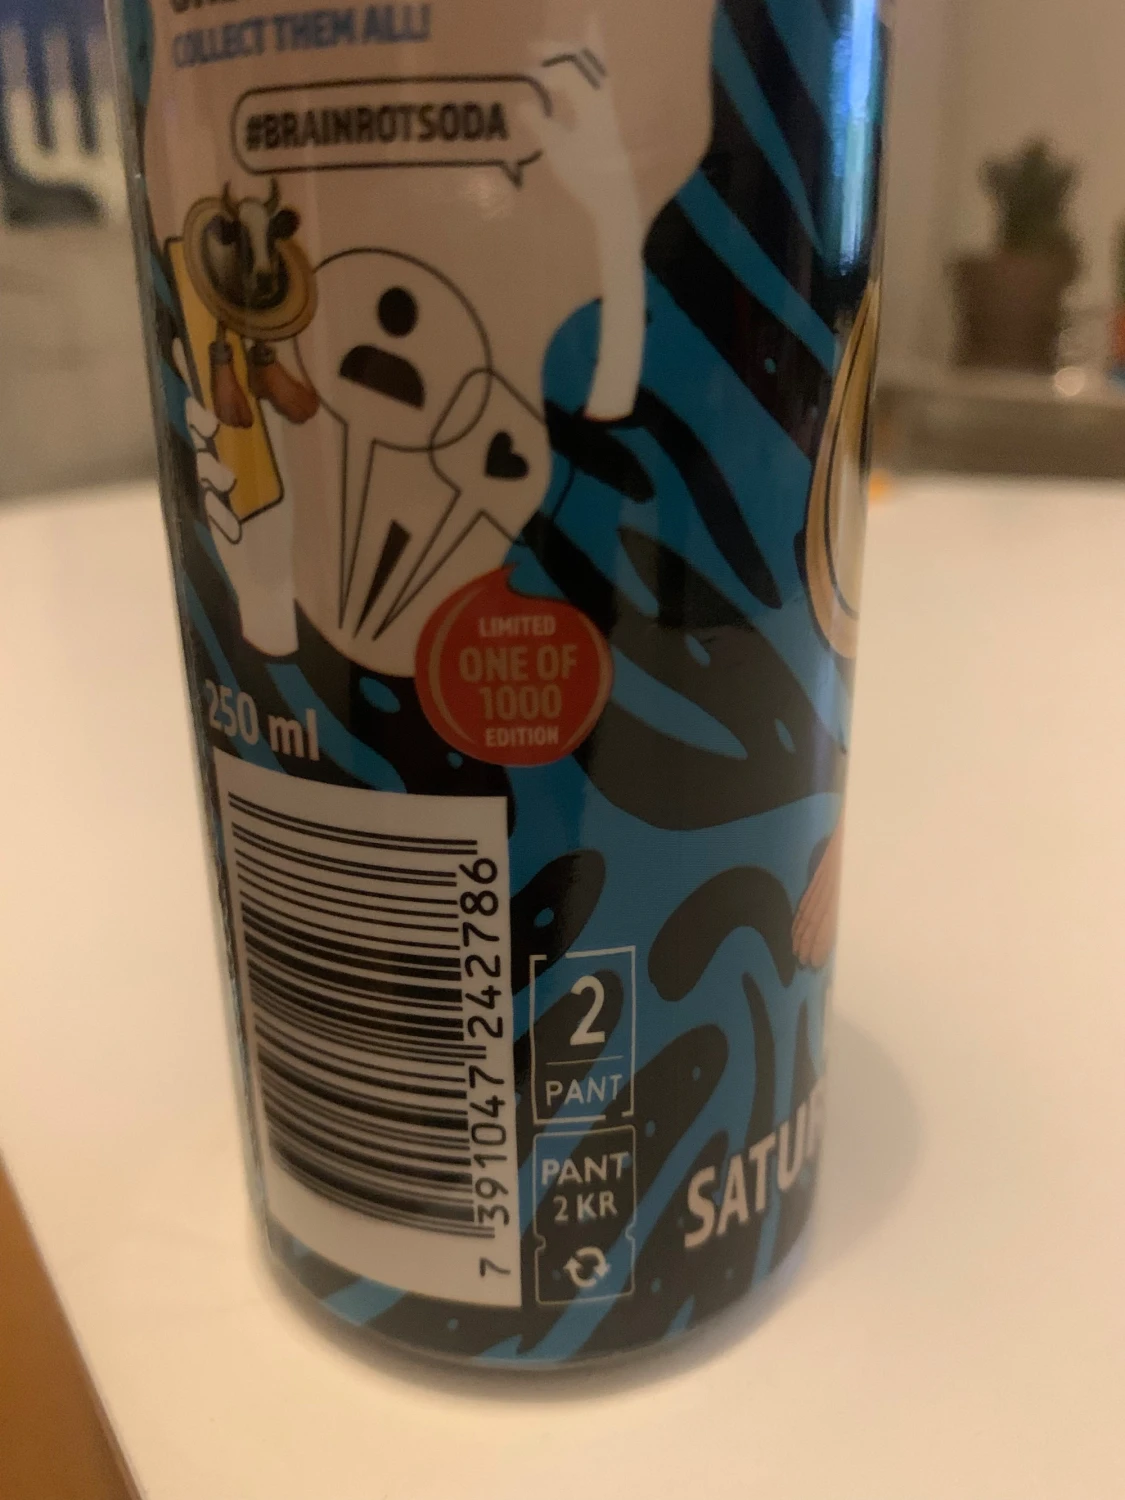 COLLECT THEM ALL!
#BRAINROTSODA
LIMITED
ONE OF
1000
EDITION
250 ml
7 391047 242786
2
PANT
PANT
2 KR